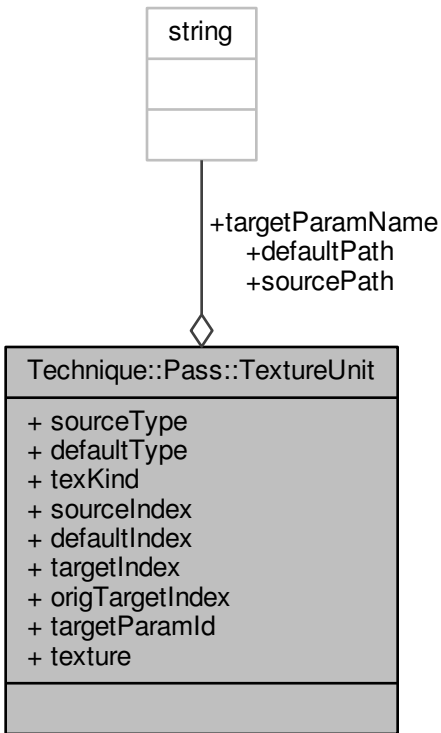 string
+targetParamName
+defaultPath
+sourcePath
Technique::Pass::TextureUnit
+ sourceType
+ defaultType
+ texKind
+ sourceIndex
+ defaultIndex
+ targetIndex
+ origTargetIndex
+ targetParamId
+ texture